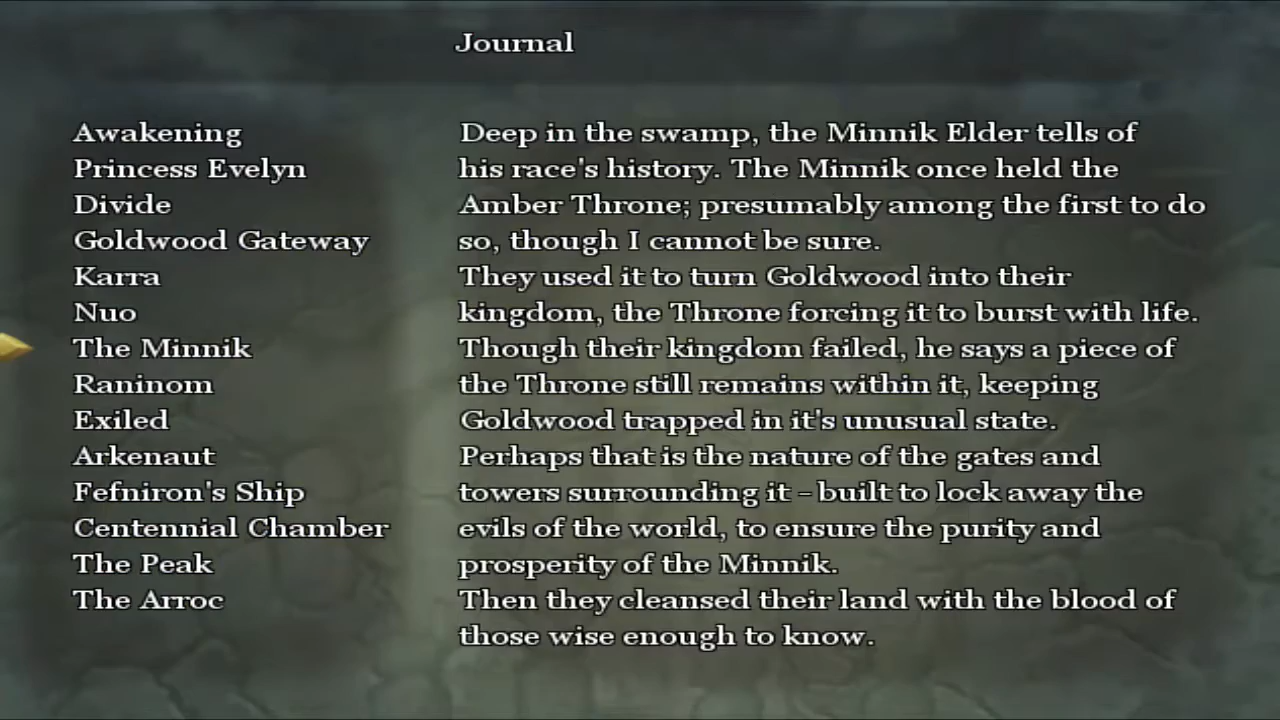 Journal
Awakening
Princess Evelyn
Divide
Goldwood Gateway
Karra
Nuo
The Minnik
Raninom
Exiled
Arkenaut
Fefniron's Ship
Centennial Chamber
The Peak
The Arroc
Deep in the swamp, the Minnik Elder tells of
his race's history. The Minnik once held the
Amber Throne; presumably among the first to do
so, though I cannot be sure.
They used it to turn Goldwood into their
kingdom, the Throne forcing it to burst with life.
Though their kingdom failed, he says a piece of
the Throne still remains within it, keeping
Goldwood trapped in it's unusual state.
Perhaps that is the nature of the gates and
towers surrounding it - built to lock away the
evils of the world, to ensure the purity and
prosperity of the Minnik.
Then they cleansed their land with the blood of
those wise enough to know.